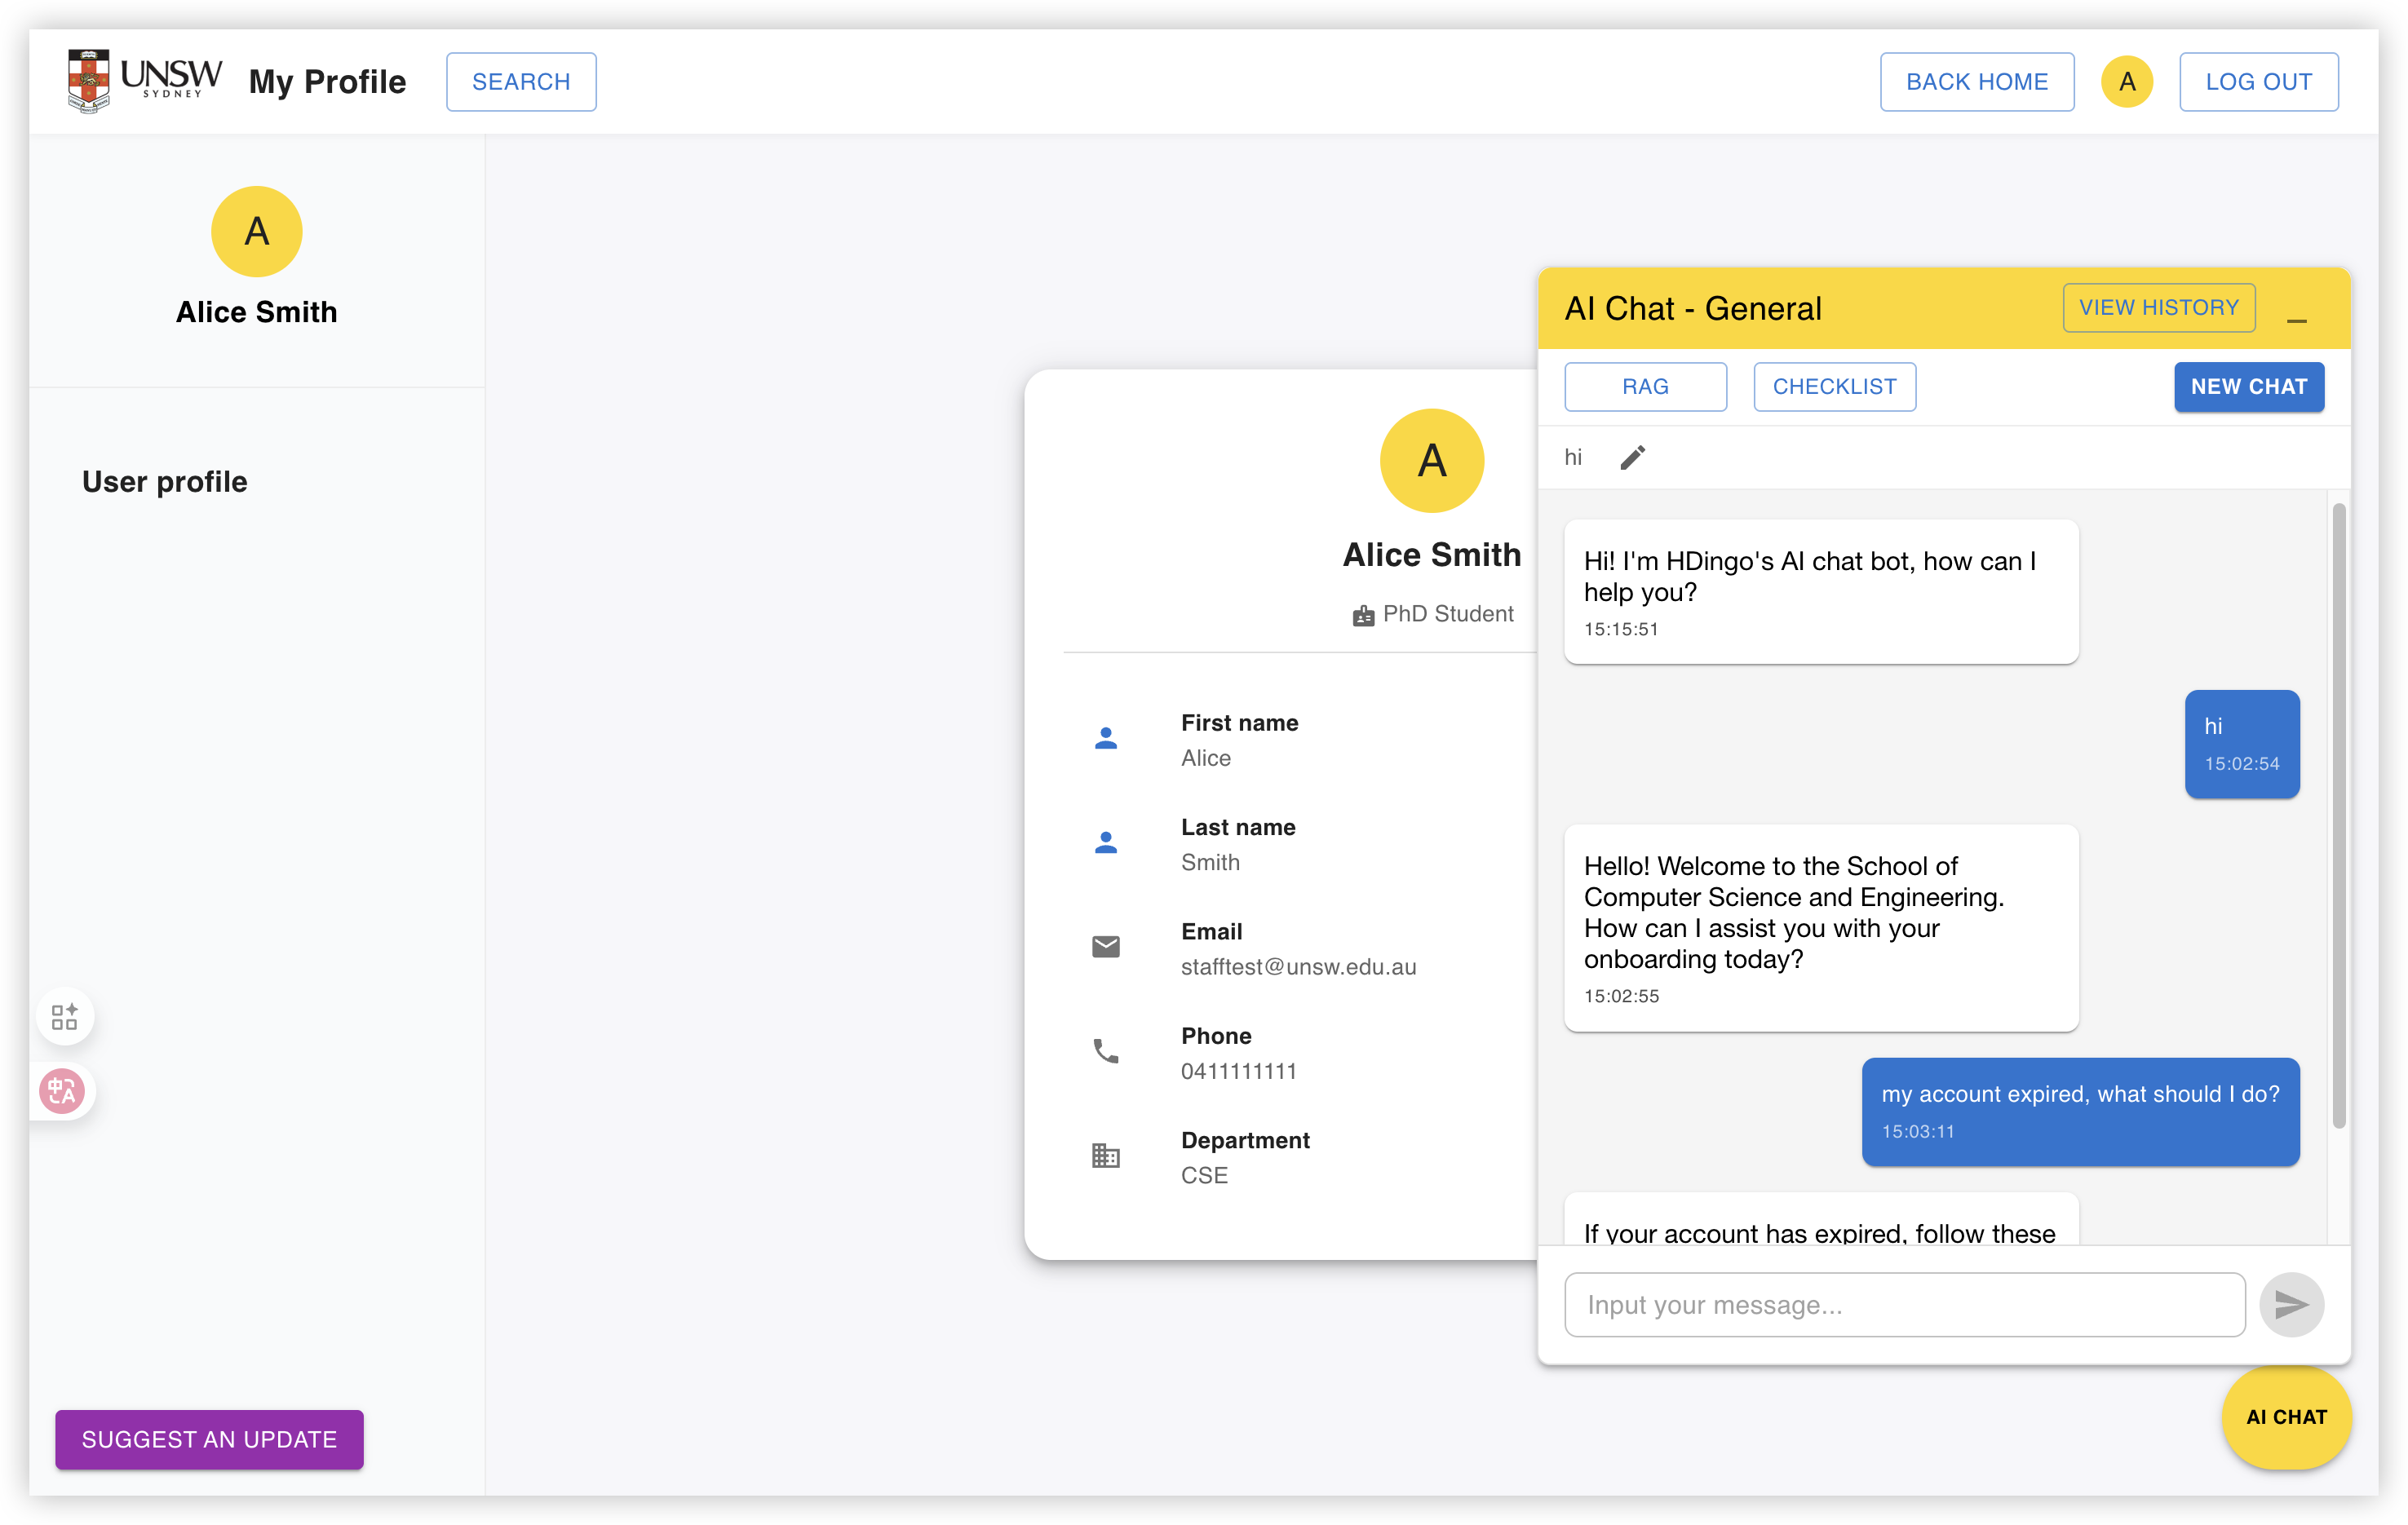 UNSW
SYDNEY
My Profile
SEARCH
BACK HOME
A
LOG OUT
A
Alice Smith
User profile
SUGGEST AN UPDATE
A
Alice Smith
PhD Student
First name
Alice
Last name
Smith
Email
stafftest@unsw.edu.au
Phone
0411111111
Department
CSE
AI Chat - General
VIEW HISTORY
RAG
CHECKLIST
NEW CHAT
hi
Hi! I'm HDingo's AI chat bot, how can I
help you?
15:15:51
hi
15:02:54
Hello! Welcome to the School of
Computer Science and Engineering.
How can I assist you with your
onboarding today?
15:02:55
my account expired, what should I do?
15:03:11
If your account has expired, follow these
Input your message...
AI CHAT